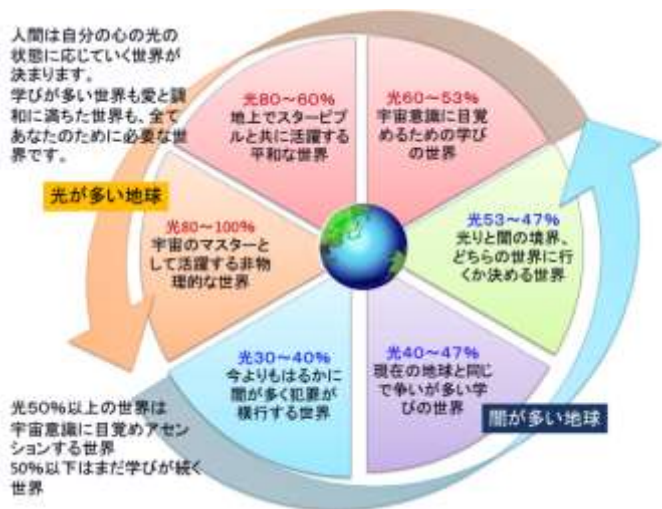 人間は自分の心の光の
状態に応じていく世界が
決まります。
学びが多い世界も愛と調
和に満ちた世界も、全て
あなたのために必要な世
界です。
光80～60%
地上でスターピープ
ルと共に活躍する
平和な世界
光60～53%
宇宙意識に目覚
めるための学び
の世界
光が多い地球
光80～100%
宇宙のマスターと
して活躍する非物
理的な世界
光53～47%
光りと闇の境界、
どちらの世界に行
くか決める世界
光30～40%
今よりもはるかに
闇が多く犯罪が
横行する世界
光40～47%
現在の地球と同じ
で争いが多い学
びの世界
闇が多い地球
光50%以上の世界は
宇宙意識に目覚めアセン
ションする世界
50%以下はまだ学びが続く
世界